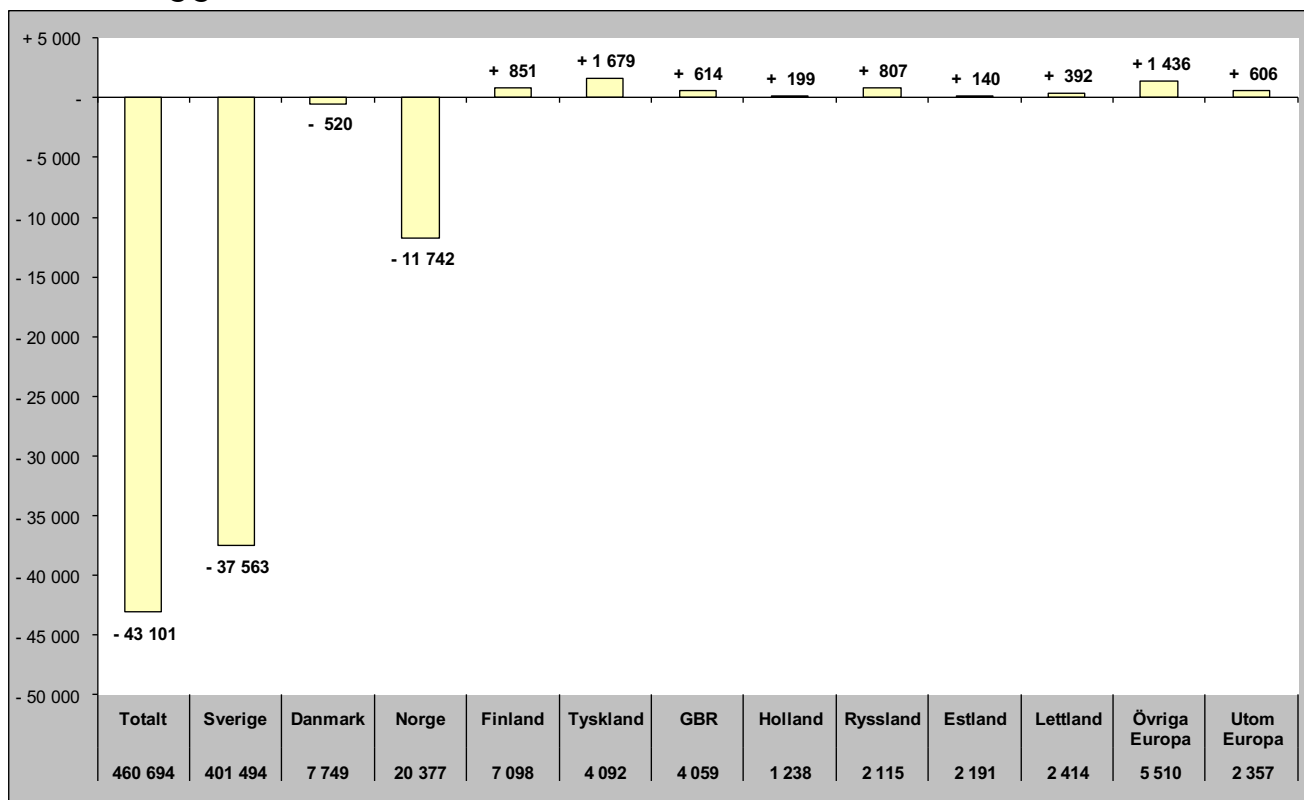 + 5 000
-
- 5 000
- 10 000
- 15 000
- 20 000
- 25 000
- 30 000
- 35 000
- 40 000
- 45 000
- 50 000
- 43 101
- 37 563
- 520
- 11 742
+ 851
+ 1 679
+ 614
+ 199
+ 807
+ 140
+ 392
+ 1 436
+ 606
Totalt Sverige Danmark Norge Finland Tyskland GBR Holland Ryssland Estland Lettland Övriga Europa Utom Europa
460 694 401 494 7 749 20 377 7 098 4 092 4 059 1 238 2 115 2 191 2 414 5 510 2 357